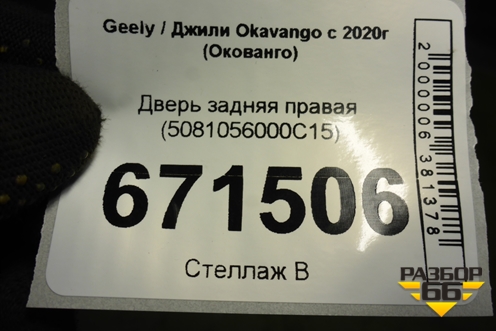 Geely / Джили Okavango с 2020г
(Окованго)
Дверь задняя правая
(5081056000C15)
671506
Стеллаж В
2000006381378
РАЗБОР
66